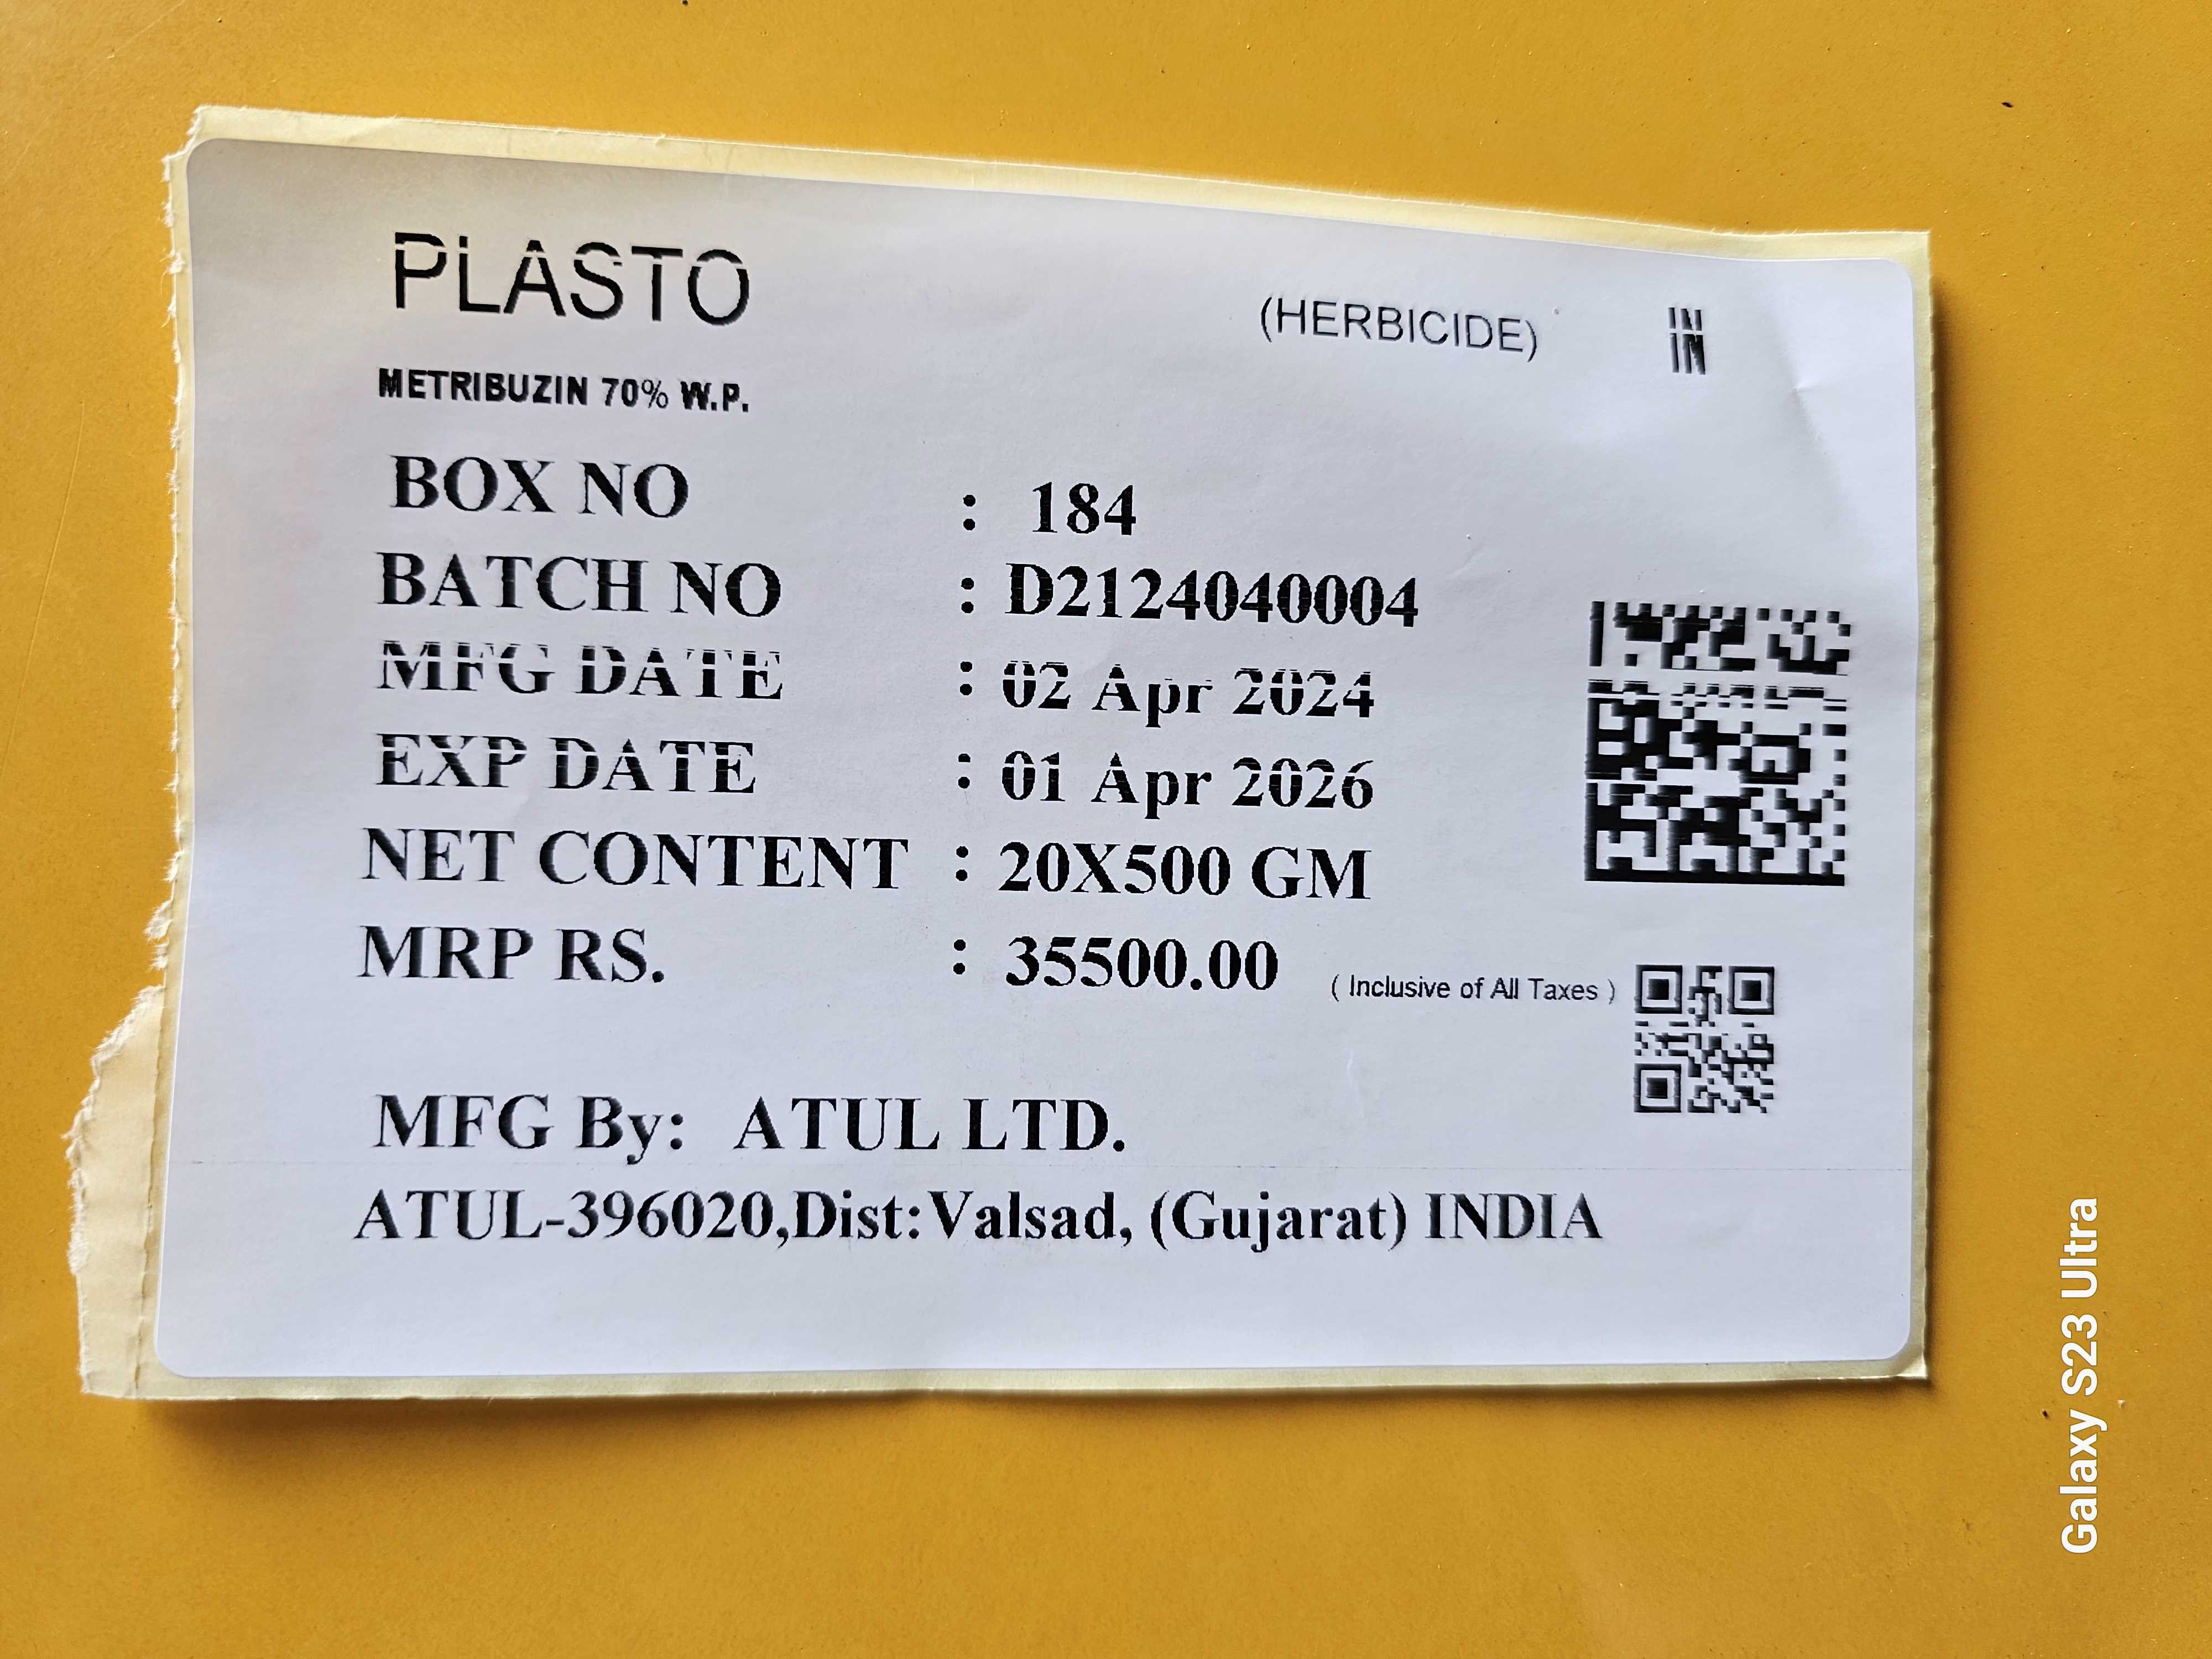 PLASTO (HERBICIDE) IN
IN
METRIBUZIN 70% W.P.
BOX NO : 184
BATCH NO : D2124040004
MFG DATE : 02 Apr 2024
EXP DATE : 01 Apr 2026
NET CONTENT : 20X500 GM
MRP RS. : 35500.00 ( Inclusive of All Taxes )
MFG By: ATUL LTD.
ATUL-396020,Dist:Valsad, (Gujarat) INDIA
Galaxy S23 Ultra